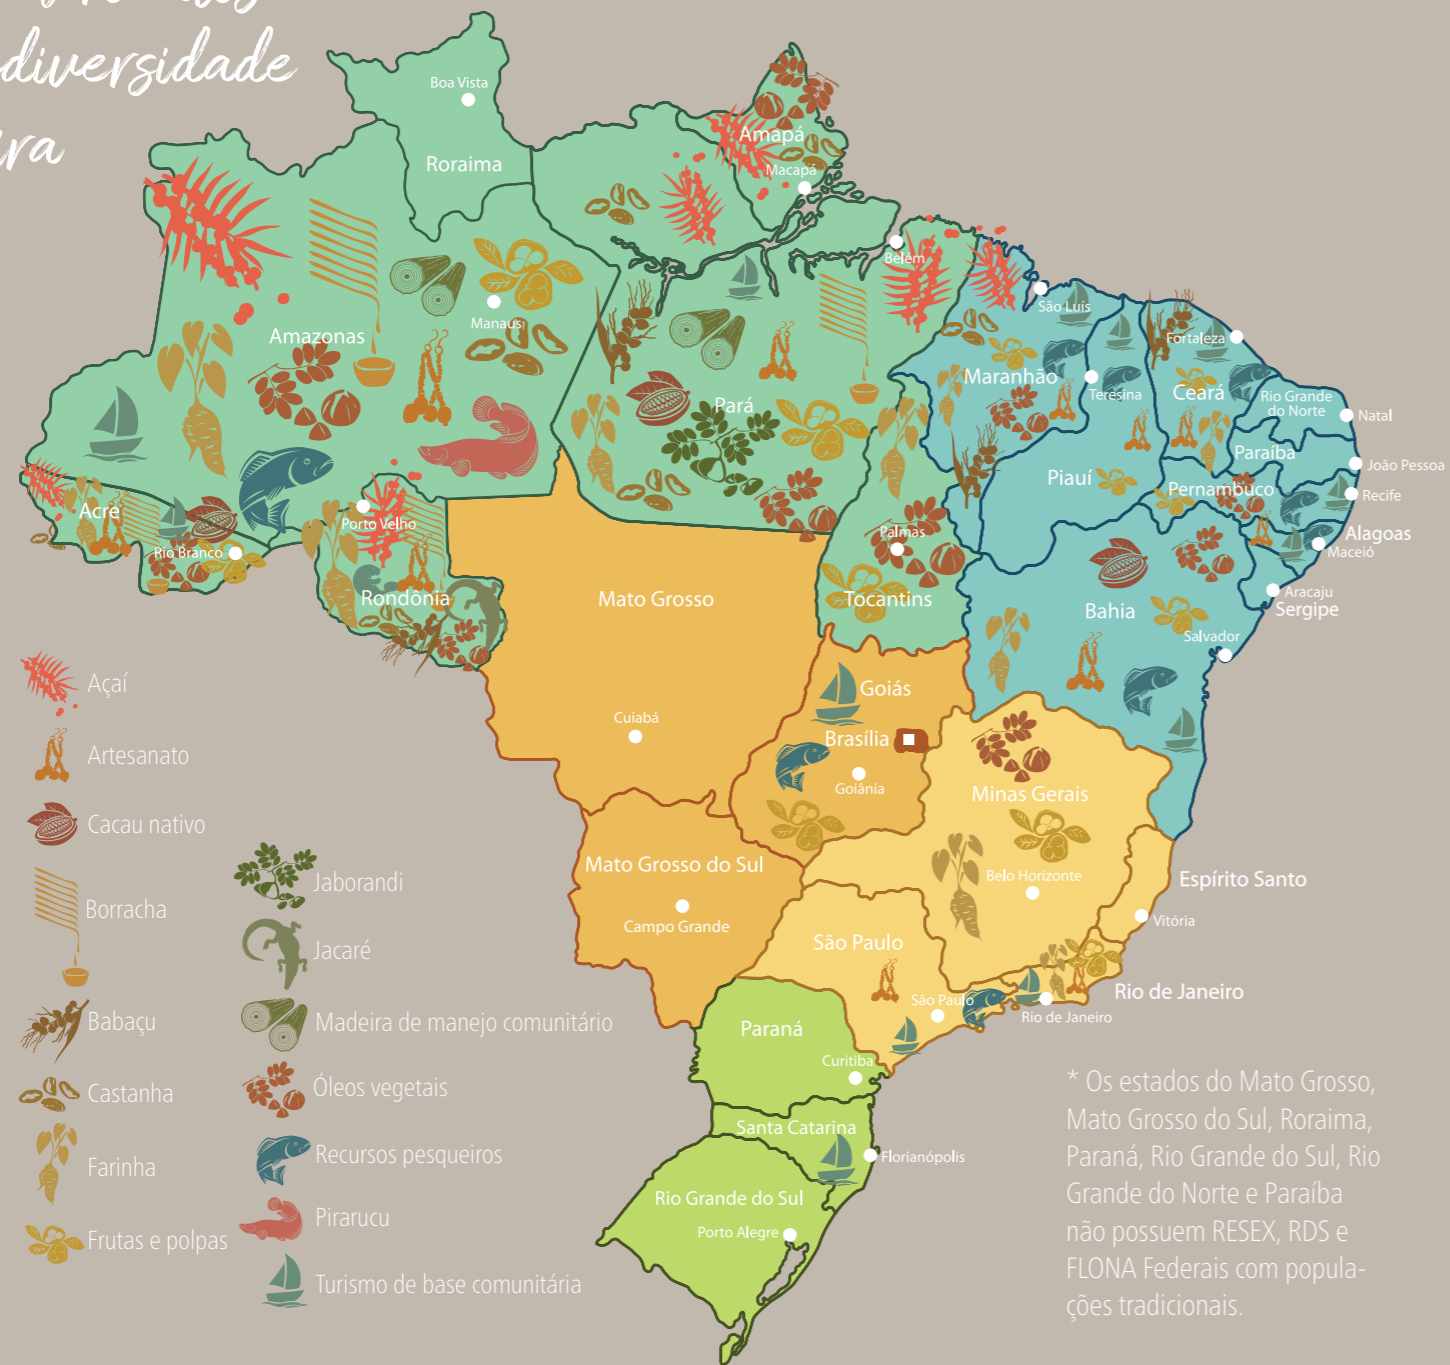 diversidade
Boa Vista
Roraima
Amapá
Macapá
Belém
Amazonas
Manaus
São Luís
Fortaleza
Maranhão
Teresina
Ceará
Rio Grande
do Norte
Natal
Pará
Paraíba
João Pessoa
Piauí
Pernambuco
Recife
Acre
Rio Branco
Porto Velho
Rondônia
Palmas
Tocantins
Alagoas
Maceió
Mato Grosso
Bahia
Aracaju
Sergipe
Salvador
Cuiabá
Goiás
Brasília
Goiânia
Minas Gerais
Belo Horizonte
Mato Grosso do Sul
Campo Grande
Espírito Santo
Vitória
São Paulo
São Paulo
Rio de Janeiro
Rio de Janeiro
Paraná
Curitiba
Santa Catarina
Florianópolis
Rio Grande do Sul
Porto Alegre
Açaí
Artesanato
Cacau nativo
Borracha
Babaçu
Castanha
Farinha
Frutas e polpas
Jaborandi
Jacaré
Madeira de manejo comunitário
Óleos vegetais
Recursos pesqueiros
Pirarucu
Turismo de base comunitária
* Os estados do Mato Grosso,
Mato Grosso do Sul, Roraima,
Paraná, Rio Grande do Sul, Rio
Grande do Norte e Paraíba
não possuem RESEX, RDS e
FLONA Federais com popula-
ções tradicionais.